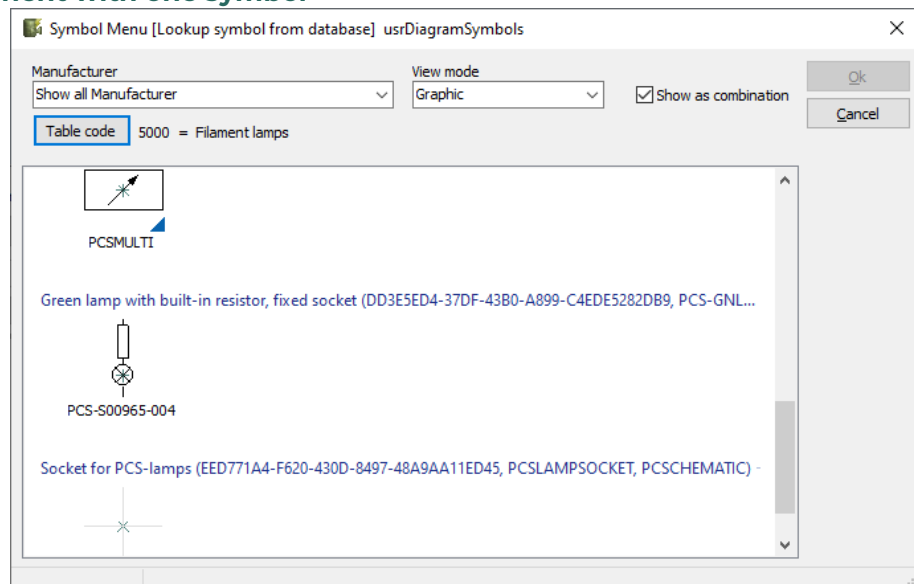 Symbol Menu [Lookup symbol from database] usrDiagramSymbols
Manufacturer
View mode
Show all Manufacturer
Graphic
Show as combination
Ok
Cancel
Table code
5000 = Filament lamps
PCSMULTI
Green lamp with built-in resistor, fixed socket (DD3E5ED4-37DF-43B0-A899-C4EDE5282DB9, PCS-GNL...
PCS-S00965-004
Socket for PCS-lamps (EED771A4-F620-430D-8497-48A9AA11ED45, PCSLAMPSOCKET, PCSCHEMATIC) -